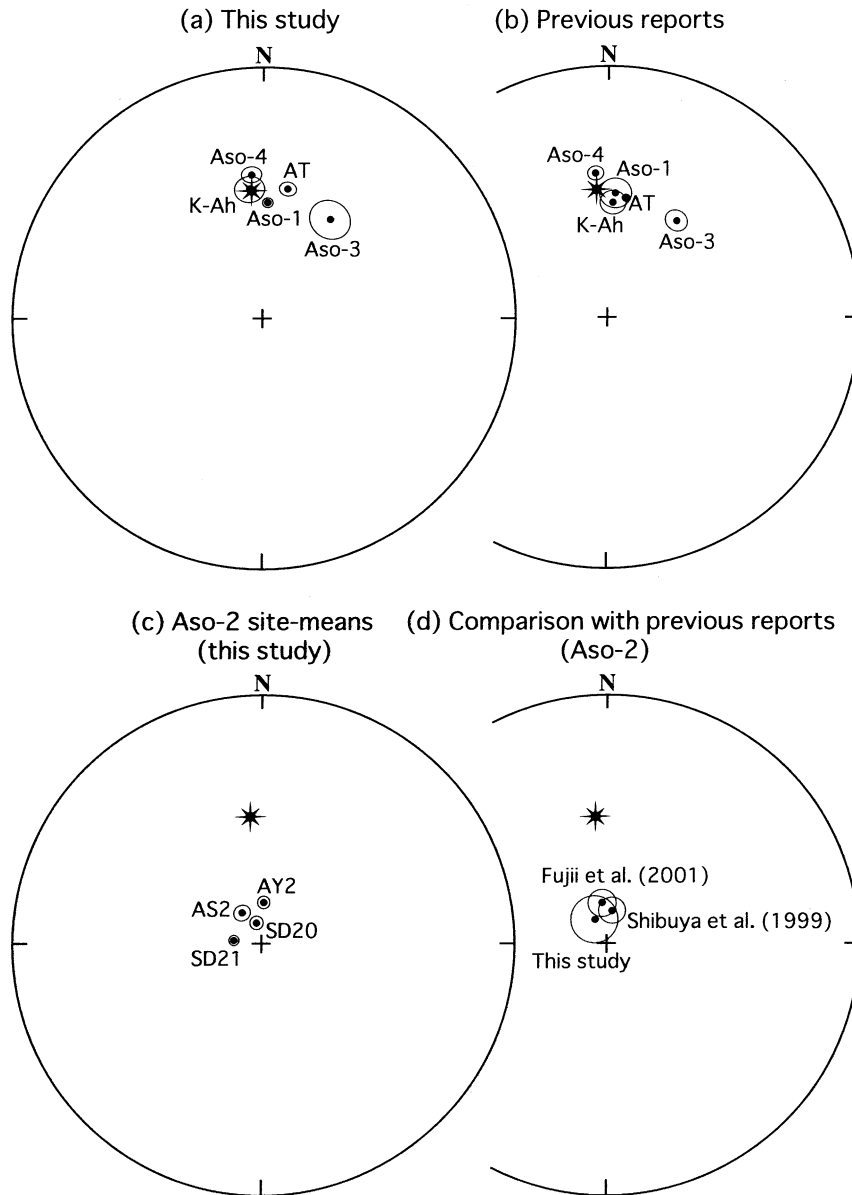 (a) This study
N
Aso-4
AT
K-Ah
Aso-1
Aso-3
(b) Previous reports
N
Aso-4
Aso-1
AT
K-Ah
Aso-3
(c) Aso-2 site-means
(this study)
N
AY2
AS2
SD20
SD21
(d) Comparison with previous reports
(Aso-2)
N
Fujii et al. (2001)
Shibuya et al. (1999)
This study